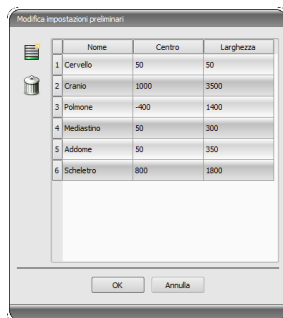 Modifica impostazioni preliminari
Nome Centro Larghezza
1 Cervello 50 50
2 Cranio 1000 3500
3 Polmone -400 1400
4 Mediastino 50 300
5 Addome 50 350
6 Scheletro 800 1800
OK Annulla